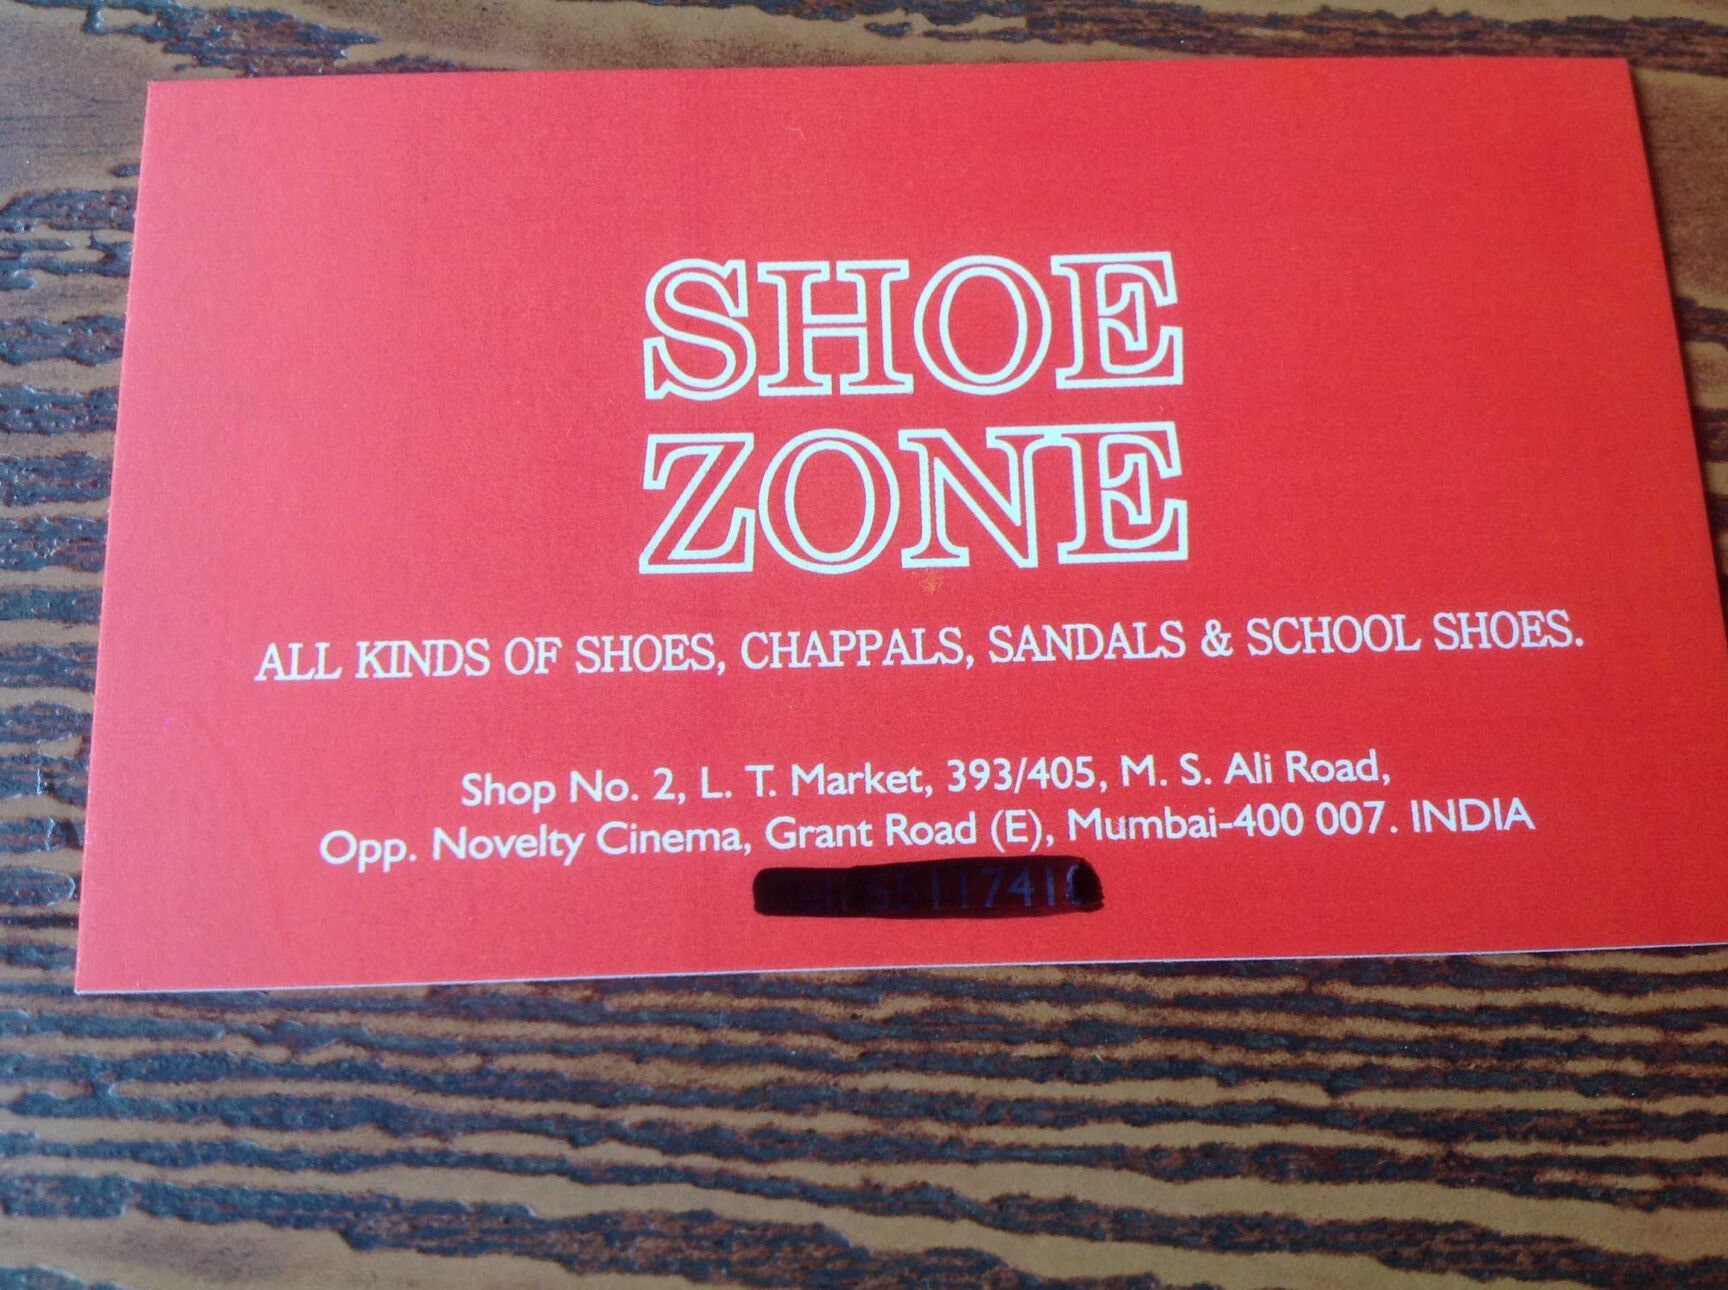 SHOE
ZONE
ALL KINDS OF SHOES, CHAPPALS, SANDALS & SCHOOL SHOES.
Shop No. 2, L. T. Market, 393/405, M. S. Ali Road,
Opp. Novelty Cinema, Grant Road (E), Mumbai-400 007. INDIA